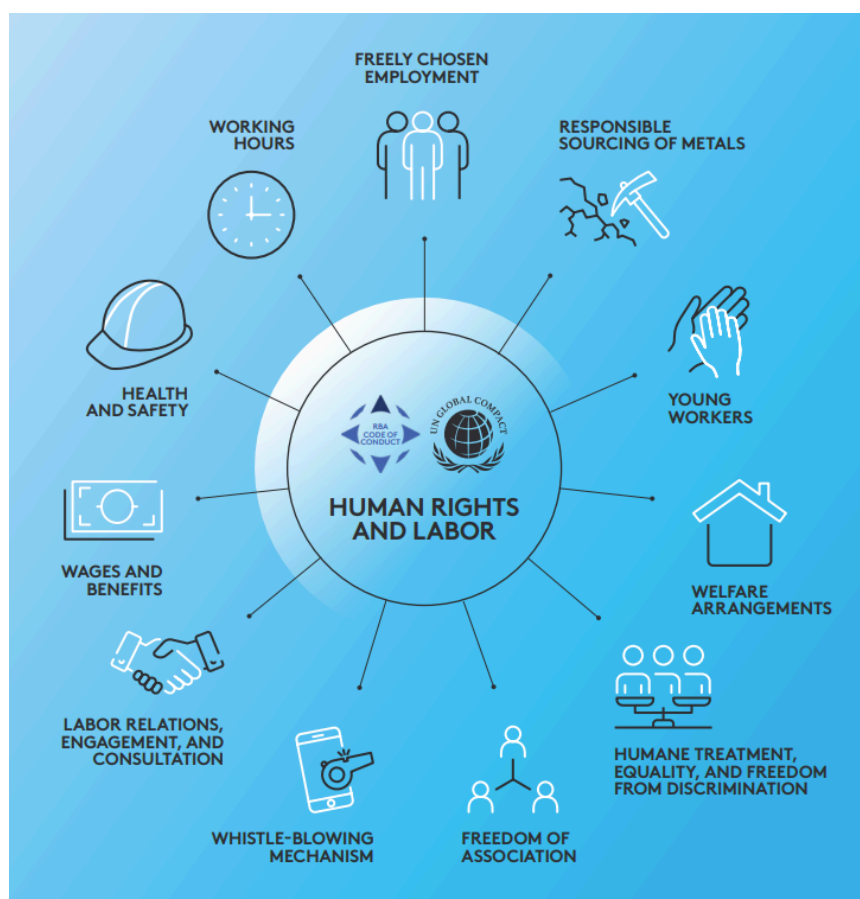 FREELY CHOSEN
EMPLOYMENT
WORKING
HOURS
RESPONSIBLE
SOURCING OF METALS
HEALTH
AND SAFETY
YOUNG
WORKERS
RBA
CODE OF
CONDUCT
UN GLOBAL COMPACT
HUMAN RIGHTS
AND LABOR
WAGES AND
BENEFITS
WELFARE
ARRANGEMENTS
LABOR RELATIONS,
ENGAGEMENT, AND
CONSULTATION
HUMANE TREATMENT,
EQUALITY, AND FREEDOM
FROM DISCRIMINATION
WHISTLE-BLOWING
MECHANISM
FREEDOM OF
ASSOCIATION